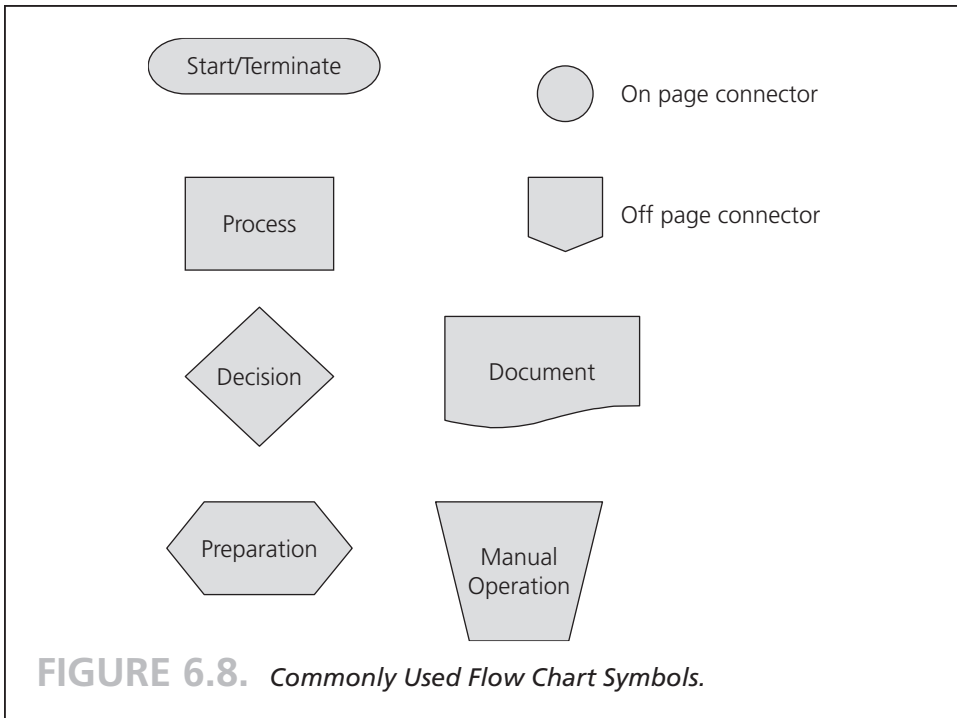 Start/Terminate
On page connector
Process
Off page connector
Decision
Document
Preparation
Manual
Operation
FIGURE 6.8. Commonly Used Flow Chart Symbols.